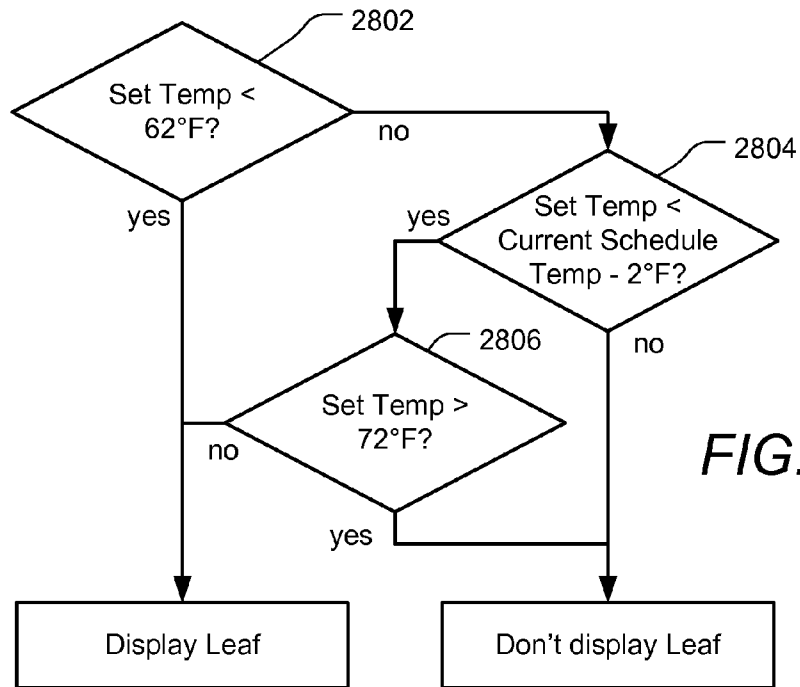 2802
Set Temp <
62°F?
no
yes
2804
Set Temp <
Current Schedule
Temp - 2°F?
yes
no
2806
Set Temp >
72°F?
no
yes
FIG.
Display Leaf
Don't display Leaf